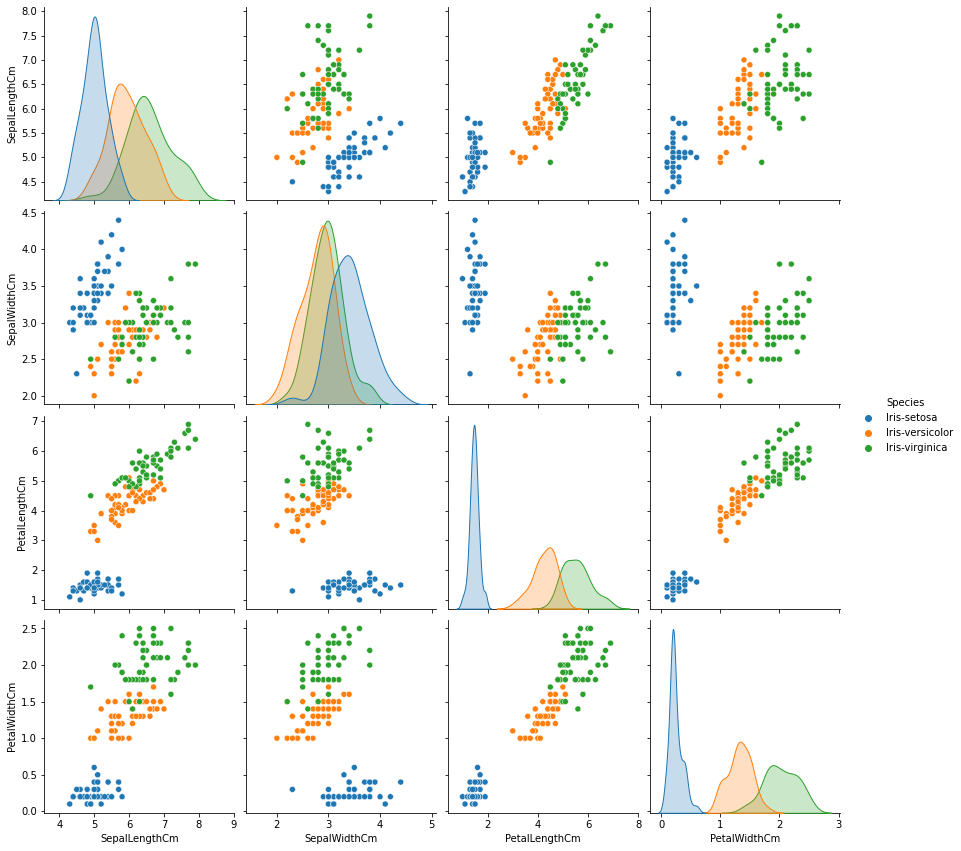 8.0
7.5
7.0
6.5
6.0
5.5
5.0
4.5
SepalLengthCm
4.5
4.0
3.5
3.0
2.5
2.0
SepalWidthCm
Species
Iris-setosa
Iris-versicolor
Iris-virginica
7
6
5
4
3
2
1
PetalLengthCm
2.5
2.0
1.5
1.0
0.5
0.0
PetalWidthCm
4 5 6 7 8 9
SepalLengthCm
2 3 4 5
SepalWidthCm
2 4 6 8
PetalLengthCm
0 1 2 3
PetalWidthCm